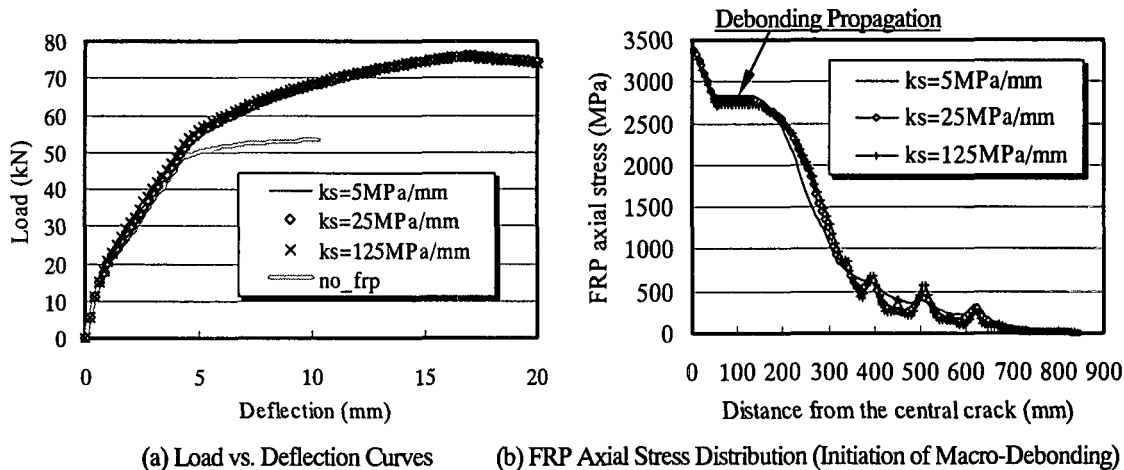 80
70
60
50
40
30
20
10
0
Load (kN)
ks=5MPa/mm
ks=25MPa/mm
ks=125MPa/mm
no_frp
0 5 10 15 20
Deflection (mm)
(a) Load vs. Deflection Curves
Debonding Propagation
3500
3000
2500
2000
1500
1000
500
0
FRP axial stress (MPa)
ks=5MPa/mm
ks=25MPa/mm
ks=125MPa/mm
0 100 200 300 400 500 600 700 800 900
Distance from the central crack (mm)
(b) FRP Axial Stress Distribution (Initiation of Macro-Debonding)